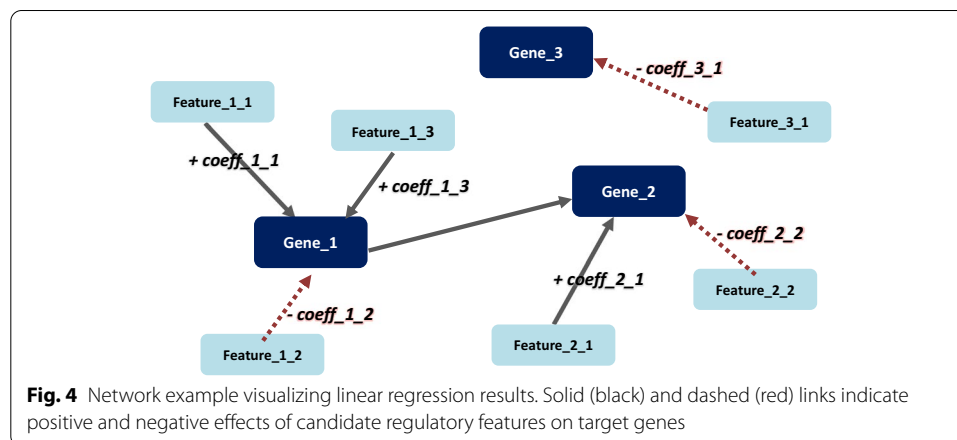 Gene_3
- coeff_3_1
Feature_1_1
Feature_1_3
Feature_3_1
+ coeff_1_1
+ coeff_1_3
Gene_2
Gene_1
- coeff_2_2
+ coeff_2_1
Feature_2_2
- coeff_1_2
Feature_1_2
Feature_2_1
Fig. 4 Network example visualizing linear regression results. Solid (black) and dashed (red) links indicate
positive and negative effects of candidate regulatory features on target genes